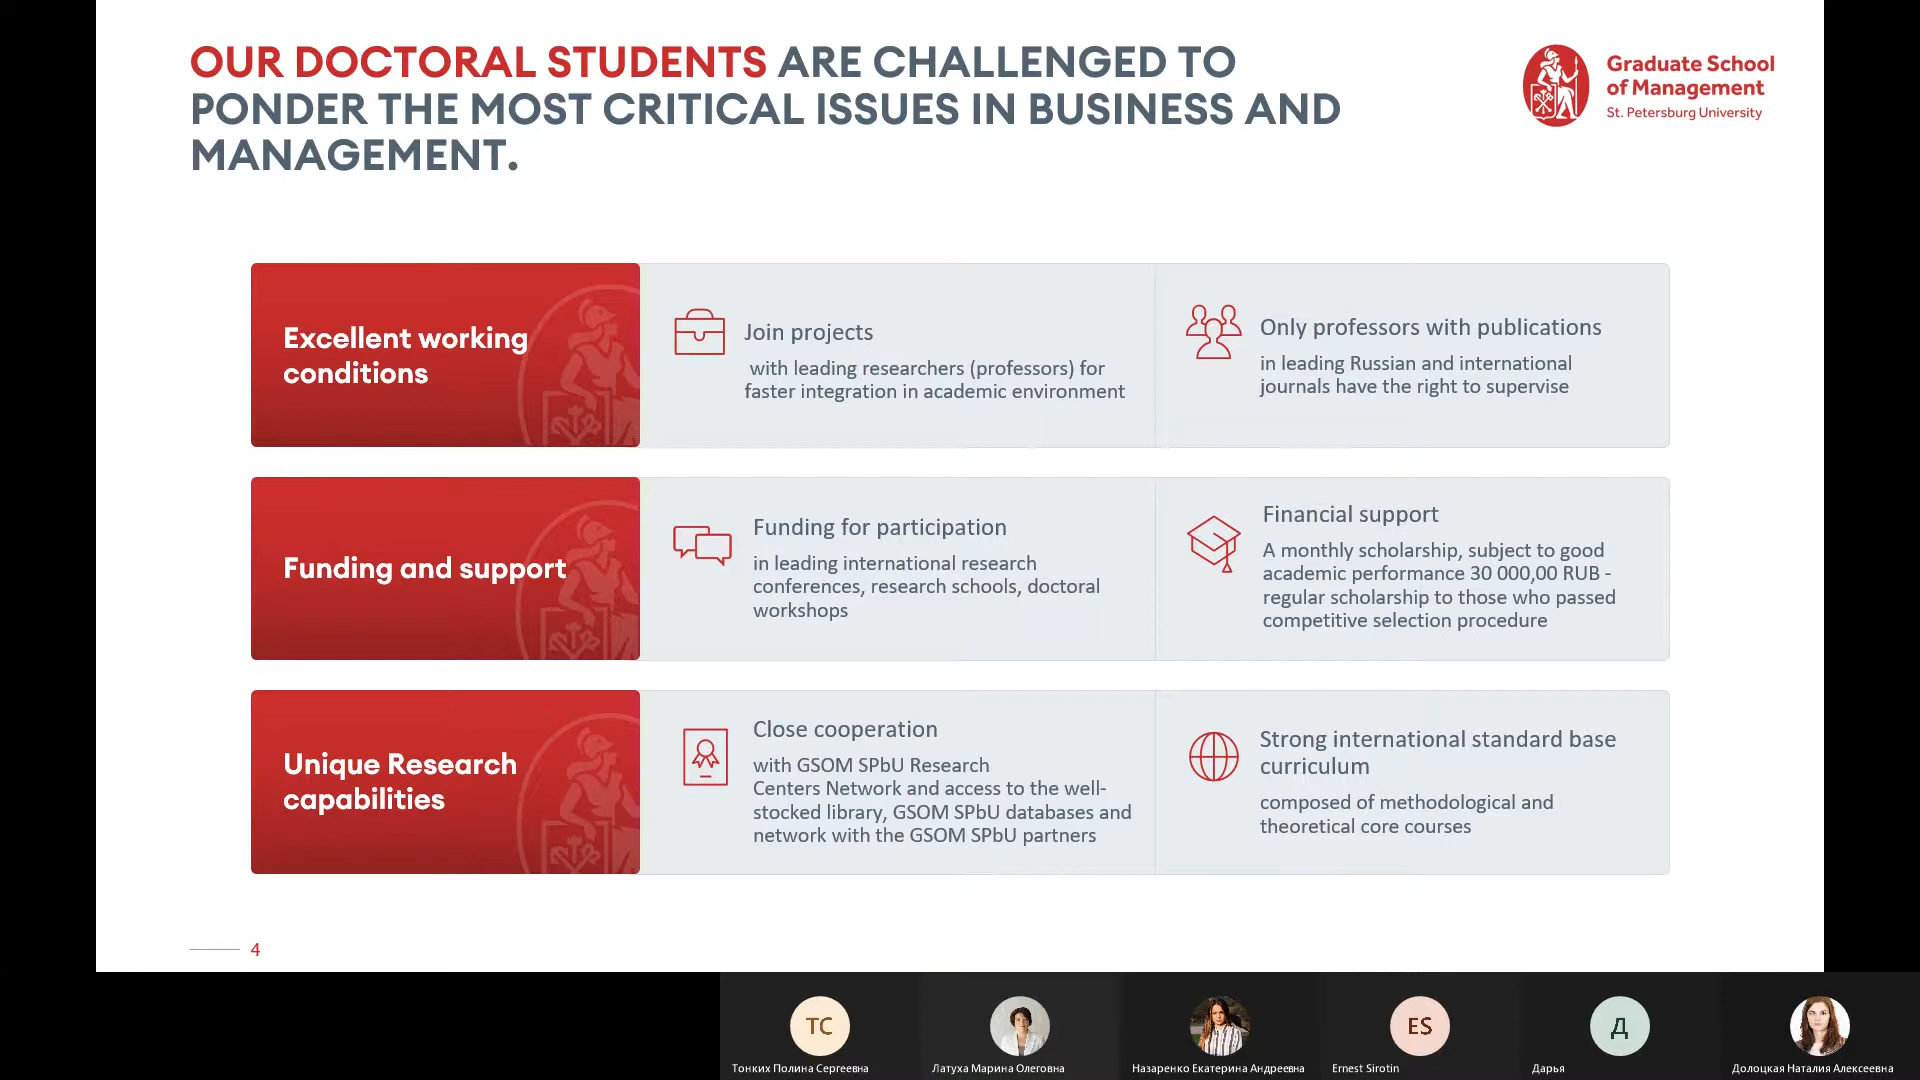 OUR DOCTORAL STUDENTS ARE CHALLENGED TO
PONDER THE MOST CRITICAL ISSUES IN BUSINESS AND
MANAGEMENT.
Graduate School
of Management
St. Petersburg University
Excellent working
conditions
Join projects
with leading researchers (professors) for
faster integration in academic environment
Only professors with publications
in leading Russian and international
journals have the right to supervise
Funding and support
Funding for participation
in leading international research
conferences, research schools, doctoral
workshops
Financial support
A monthly scholarship, subject to good
academic performance 30 000,00 RUB -
regular scholarship to those who passed
competitive selection procedure
Unique Research
capabilities
Close cooperation
with GSOM SPbU Research
Centers Network and access to the well-
stocked library, GSOM SPbU databases and
network with the GSOM SPbU partners
Strong international standard base
curriculum
composed of methodological and
theoretical core courses
4
ТС
ES
Д
Тонких Полина Сергеевна
Латуха Марина Олеговна
Назаренко Екатерина Андреевна
Ernest Sirotin
Дарья
Долоцкая Наталия Алексеевна